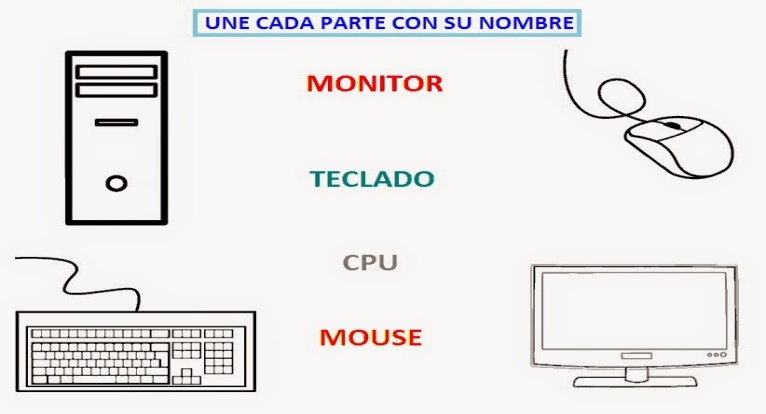 UNE CADA PARTE CON SU NOMBRE
MONITOR
TECLADO
CPU
MOUSE